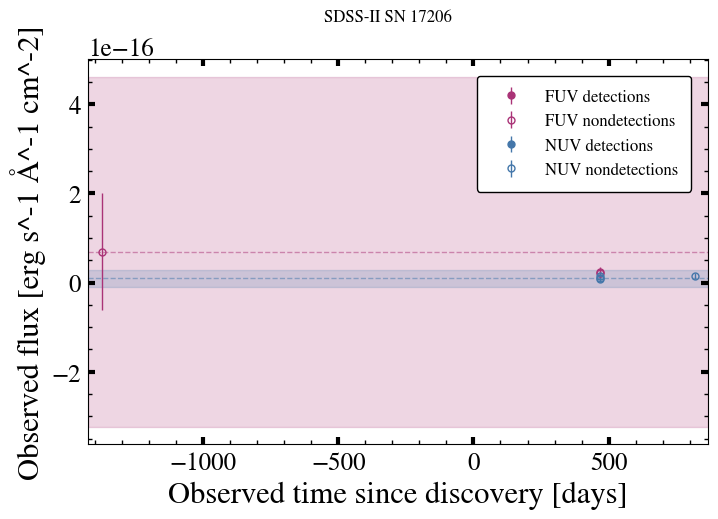 SDSS-II SN 17206
1e−16
FUV detections
FUV nondetections
NUV detections
NUV nondetections
4
2
0
−2
Observed flux [erg s^-1 Å^-1 cm^-2]
−1000
−500
0
500
Observed time since discovery [days]